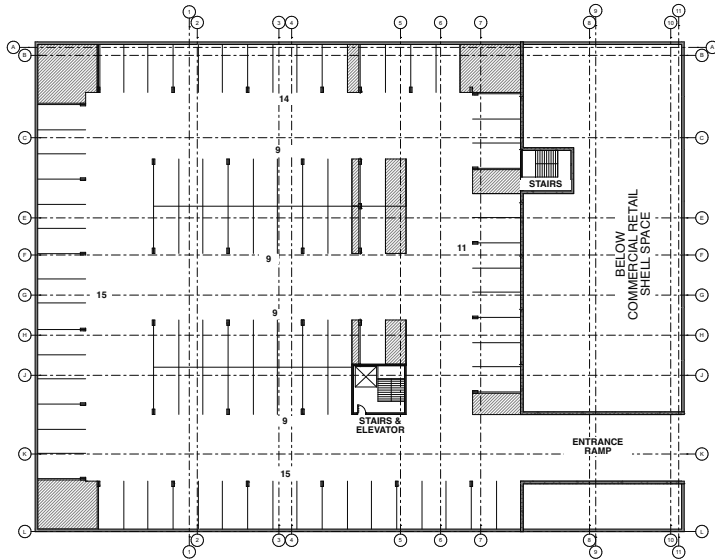 1
2
3
4
5
6
7
8
9
10
11
A
A
B
B
14
C
C
9
STAIRS
E
E
BELOW
COMMERCIAL RETAIL
SHELL SPACE
11
F
F
9
G
G
15
9
H
H
J
J
9
STAIRS &
ELEVATOR
ENTRANCE
RAMP
K
K
15
L
L
1
2
3
4
5
6
7
8
9
10
11